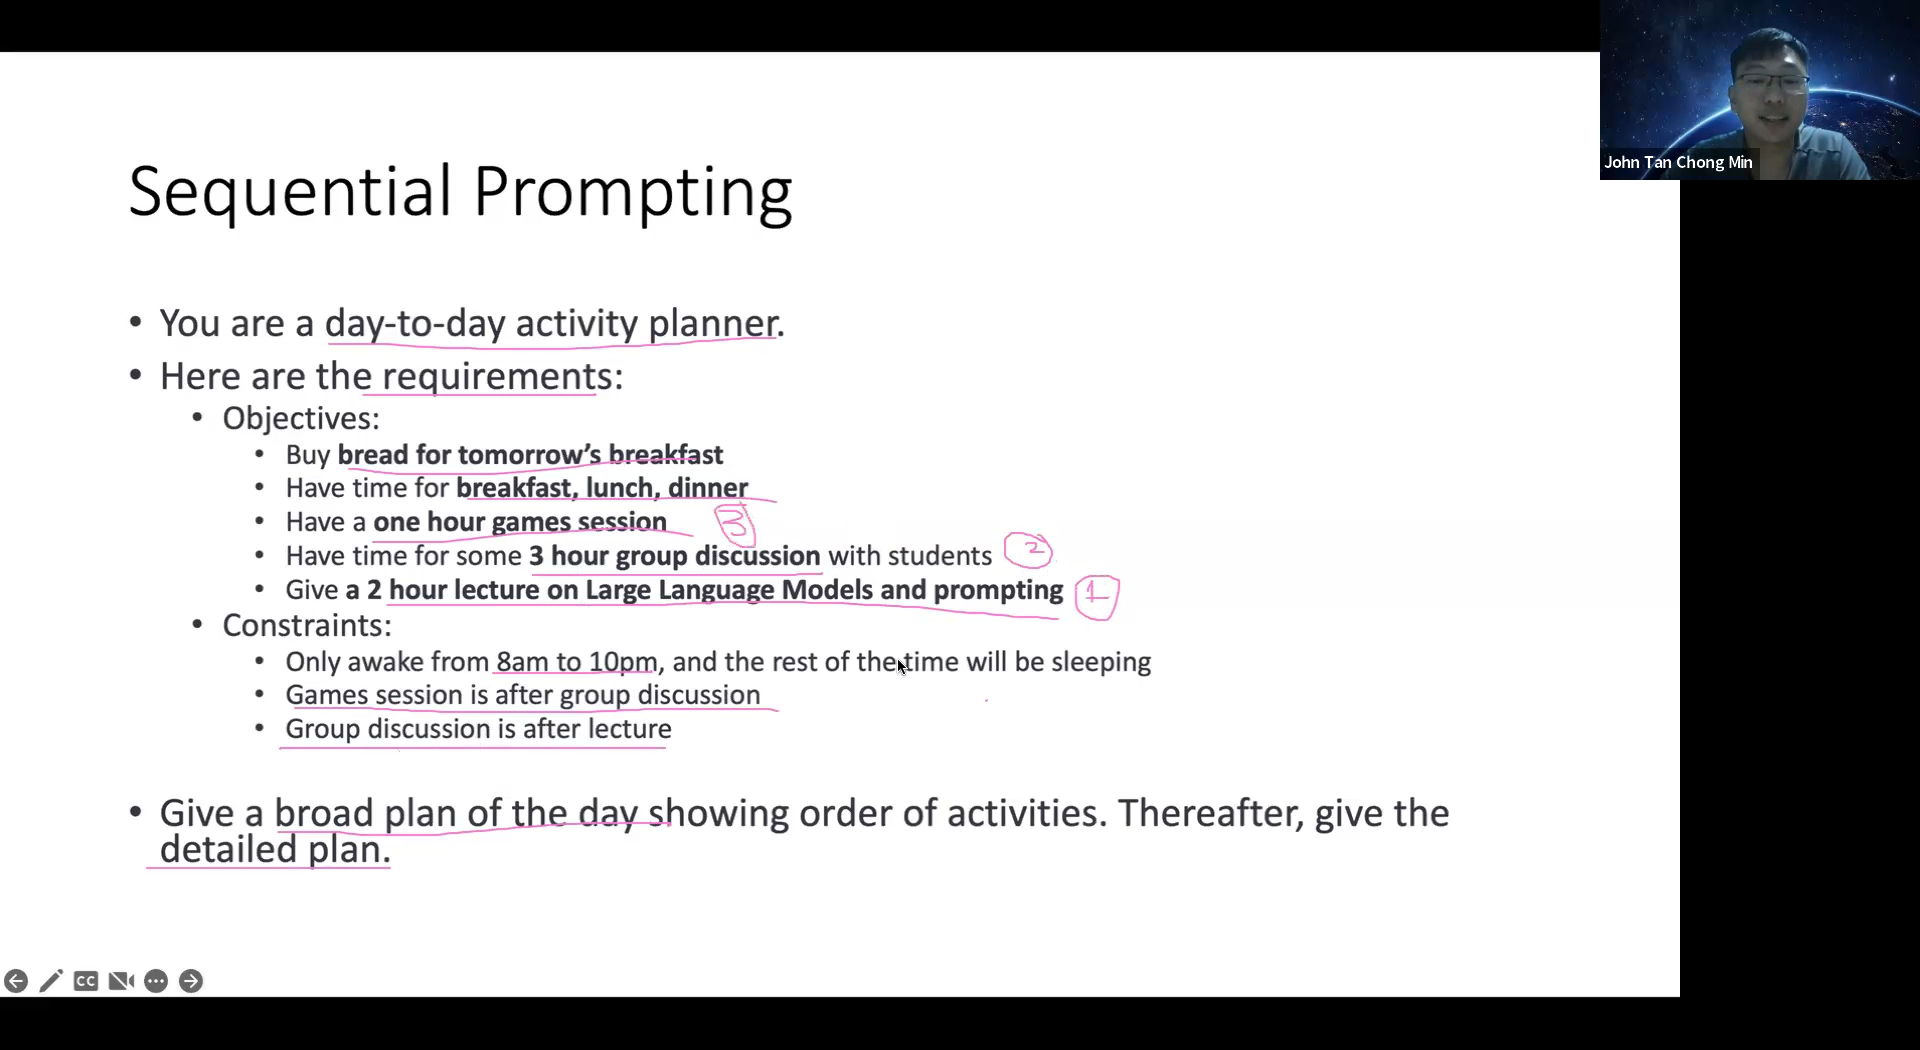 John Tan Chong Min
Sequential Prompting
• You are a day-to-day activity planner.
• Here are the requirements:
• Objectives:
• Buy bread for tomorrow’s breakfast
• Have time for breakfast, lunch, dinner
• Have a one hour games session 3
• Have time for some 3 hour group discussion with students 2
• Give a 2 hour lecture on Large Language Models and prompting 1
• Constraints:
• Only awake from 8am to 10pm, and the rest of the time will be sleeping
• Games session is after group discussion
• Group discussion is after lecture
• Give a broad plan of the day showing order of activities. Thereafter, give the
detailed plan.
CC